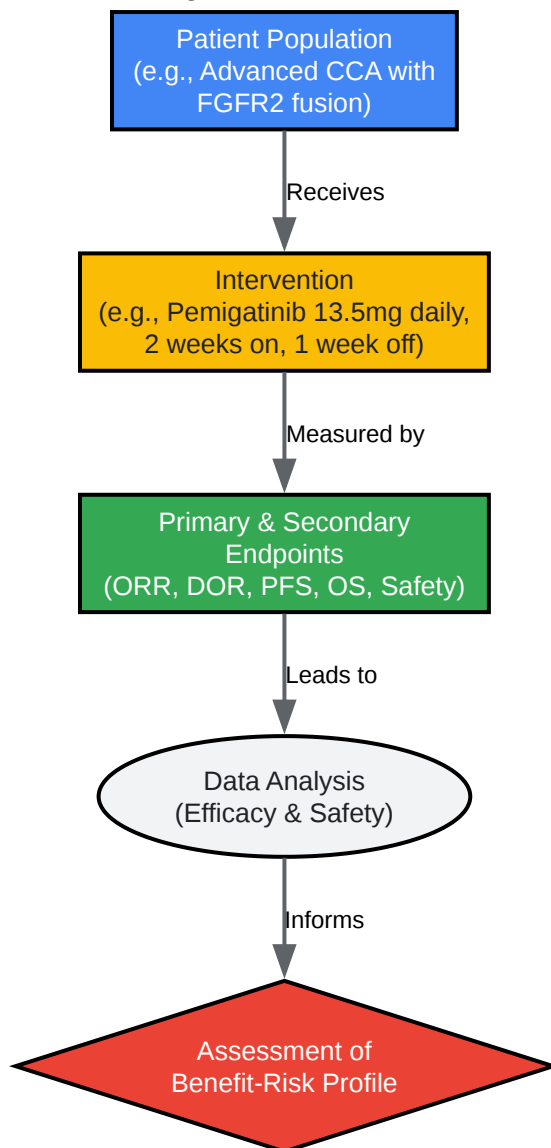 Patient Population
(e.g., Advanced CCA with
FGFR2 fusion)
Receives
Intervention
(e.g., Pemigatinib 13.5mg daily,
2 weeks on, 1 week off)
Measured by
Primary & Secondary
Endpoints
(ORR, DOR, PFS, OS, Safety)
Leads to
Data Analysis
(Efficacy & Safety)
Informs
Assessment of
Benefit-Risk Profile